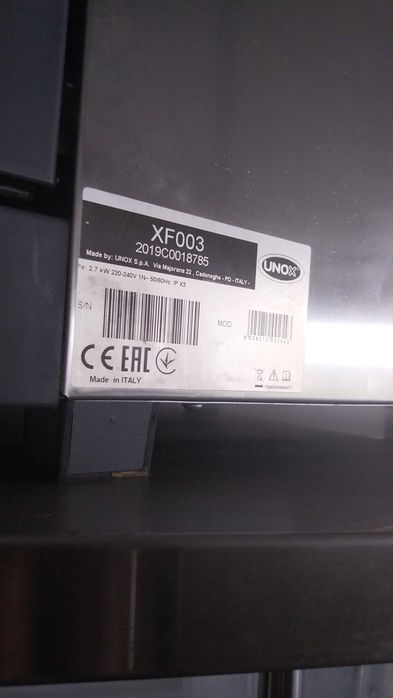 XF003
2019C0018785
Made by: UNOX S.p.A. Via Majorana 22 , Cadoneghe - PD - ITALY -
UNOX
2,7 kW 220-240V 1N~ 50/60Hz IP X3
S/N
MOD
CE EAC
Made in ITALY